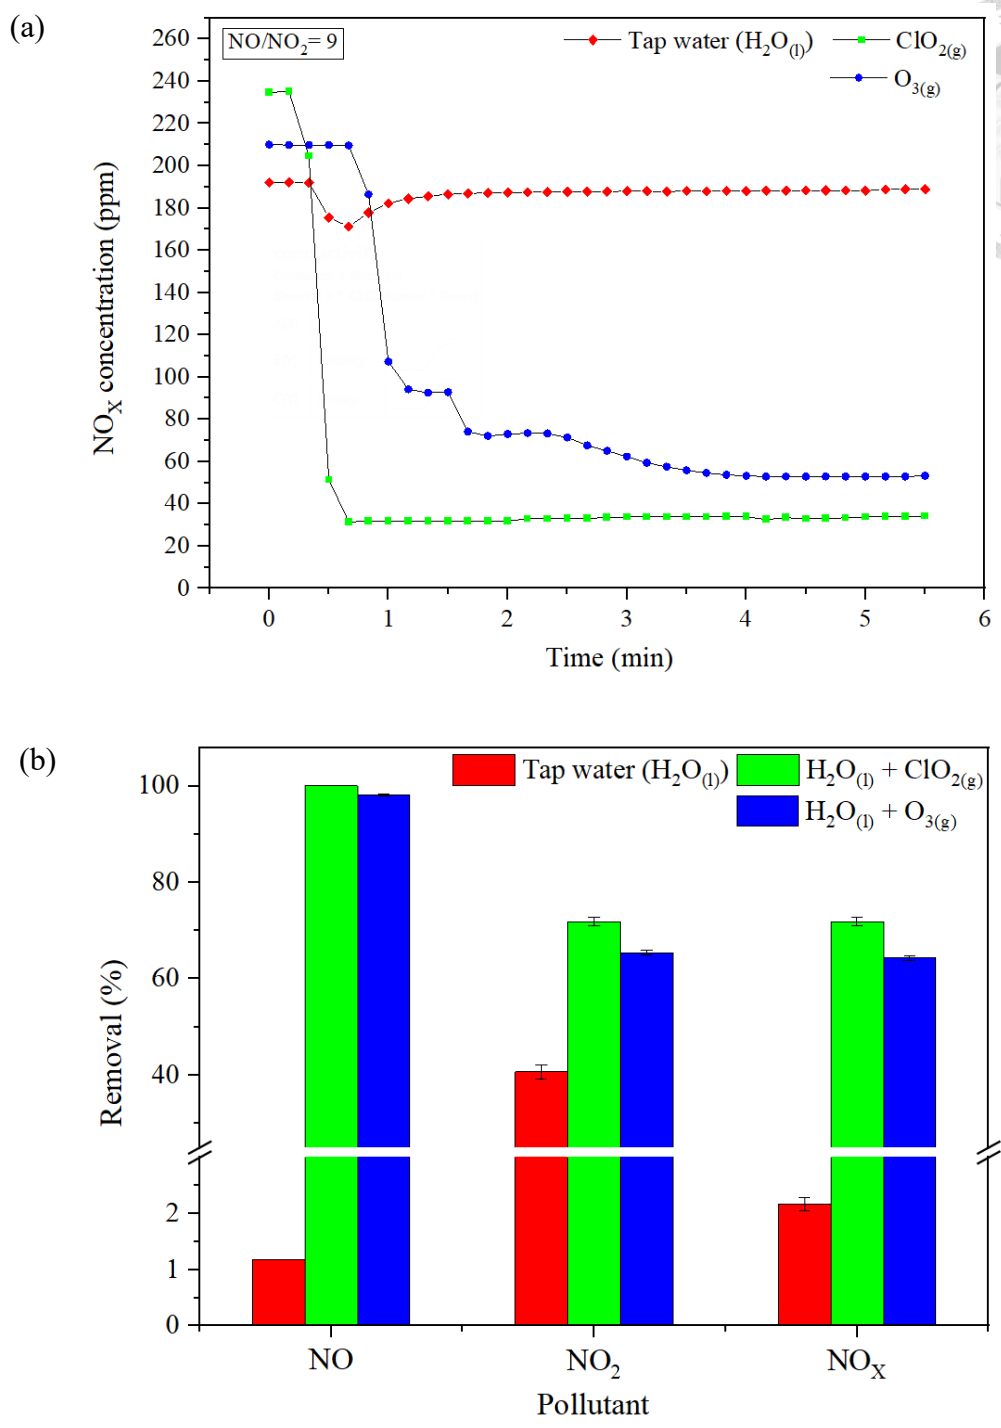 (a)
NO/NO₂= 9
Tap water (H₂O₍ₗ₎)
ClO₂₍g₎
O₃₍g₎
260
240
220
200
180
160
140
120
100
80
60
40
20
0
NOₓ concentration (ppm)
0 1 2 3 4 5 6
Time (min)
(b)
Tap water (H₂O₍ₗ₎)
H₂O₍ₗ₎ + ClO₂₍g₎
H₂O₍ₗ₎ + O₃₍g₎
100
80
60
40
2
1
0
Removal (%)
NO NO₂ NOₓ
Pollutant